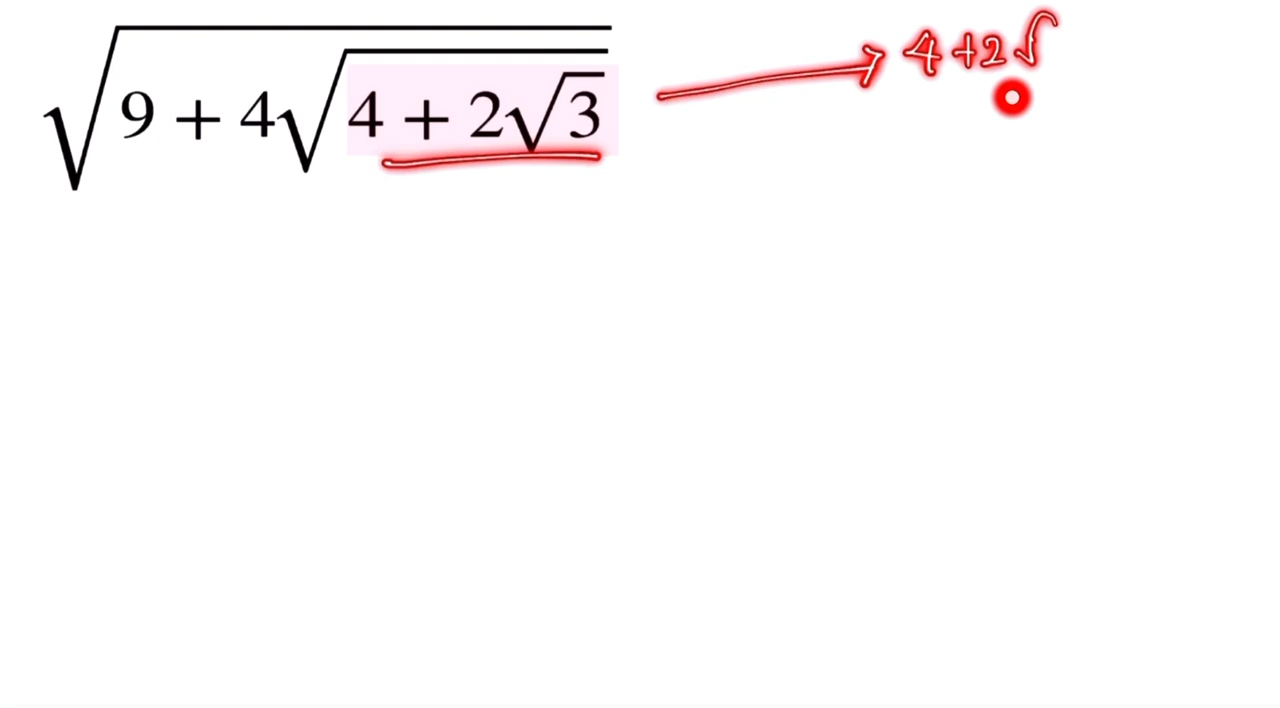 √(9 + 4√(4 + 2√3))
4 + 2√